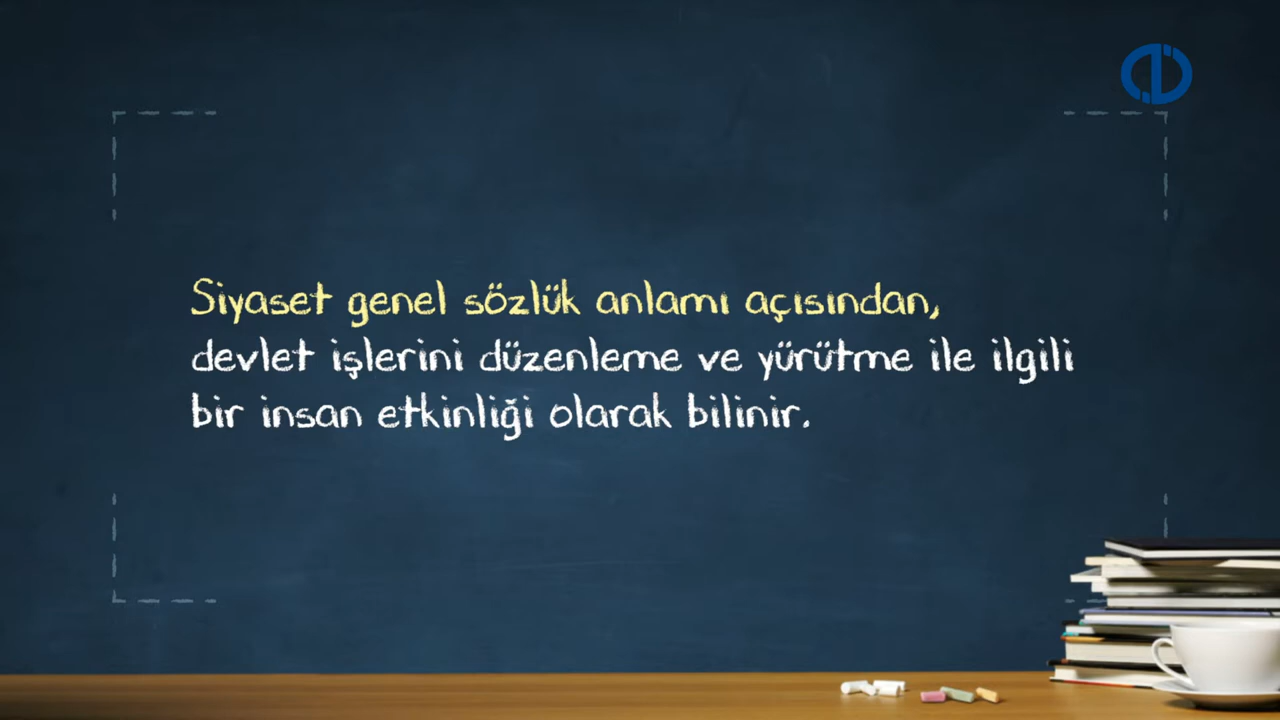 Siyaset genel sözlük anlamı açısından,
devlet işlerini düzenleme ve yürütme ile ilgili
bir insan etkinliği olarak bilinir.